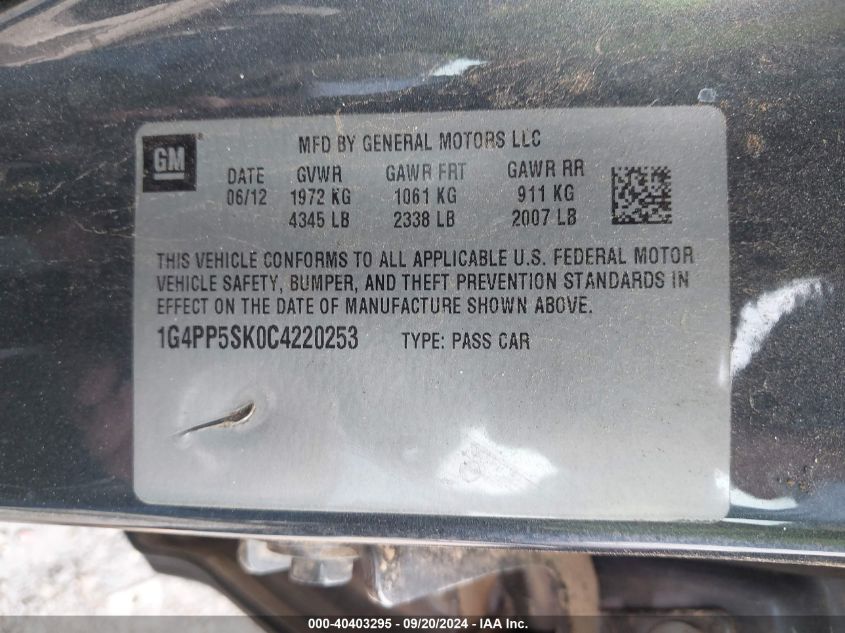 GM
MFD BY GENERAL MOTORS LLC
DATE GVWR GAWR FRT GAWR RR
06/12 1972 KG 1061 KG 911 KG
4345 LB 2338 LB 2007 LB
THIS VEHICLE CONFORMS TO ALL APPLICABLE U.S. FEDERAL MOTOR
VEHICLE SAFETY, BUMPER, AND THEFT PREVENTION STANDARDS IN
EFFECT ON THE DATE OF MANUFACTURE SHOWN ABOVE.
1G4PP5SK0C4220253 TYPE: PASS CAR
000-40403295 - 09/20/2024 - IAA Inc.